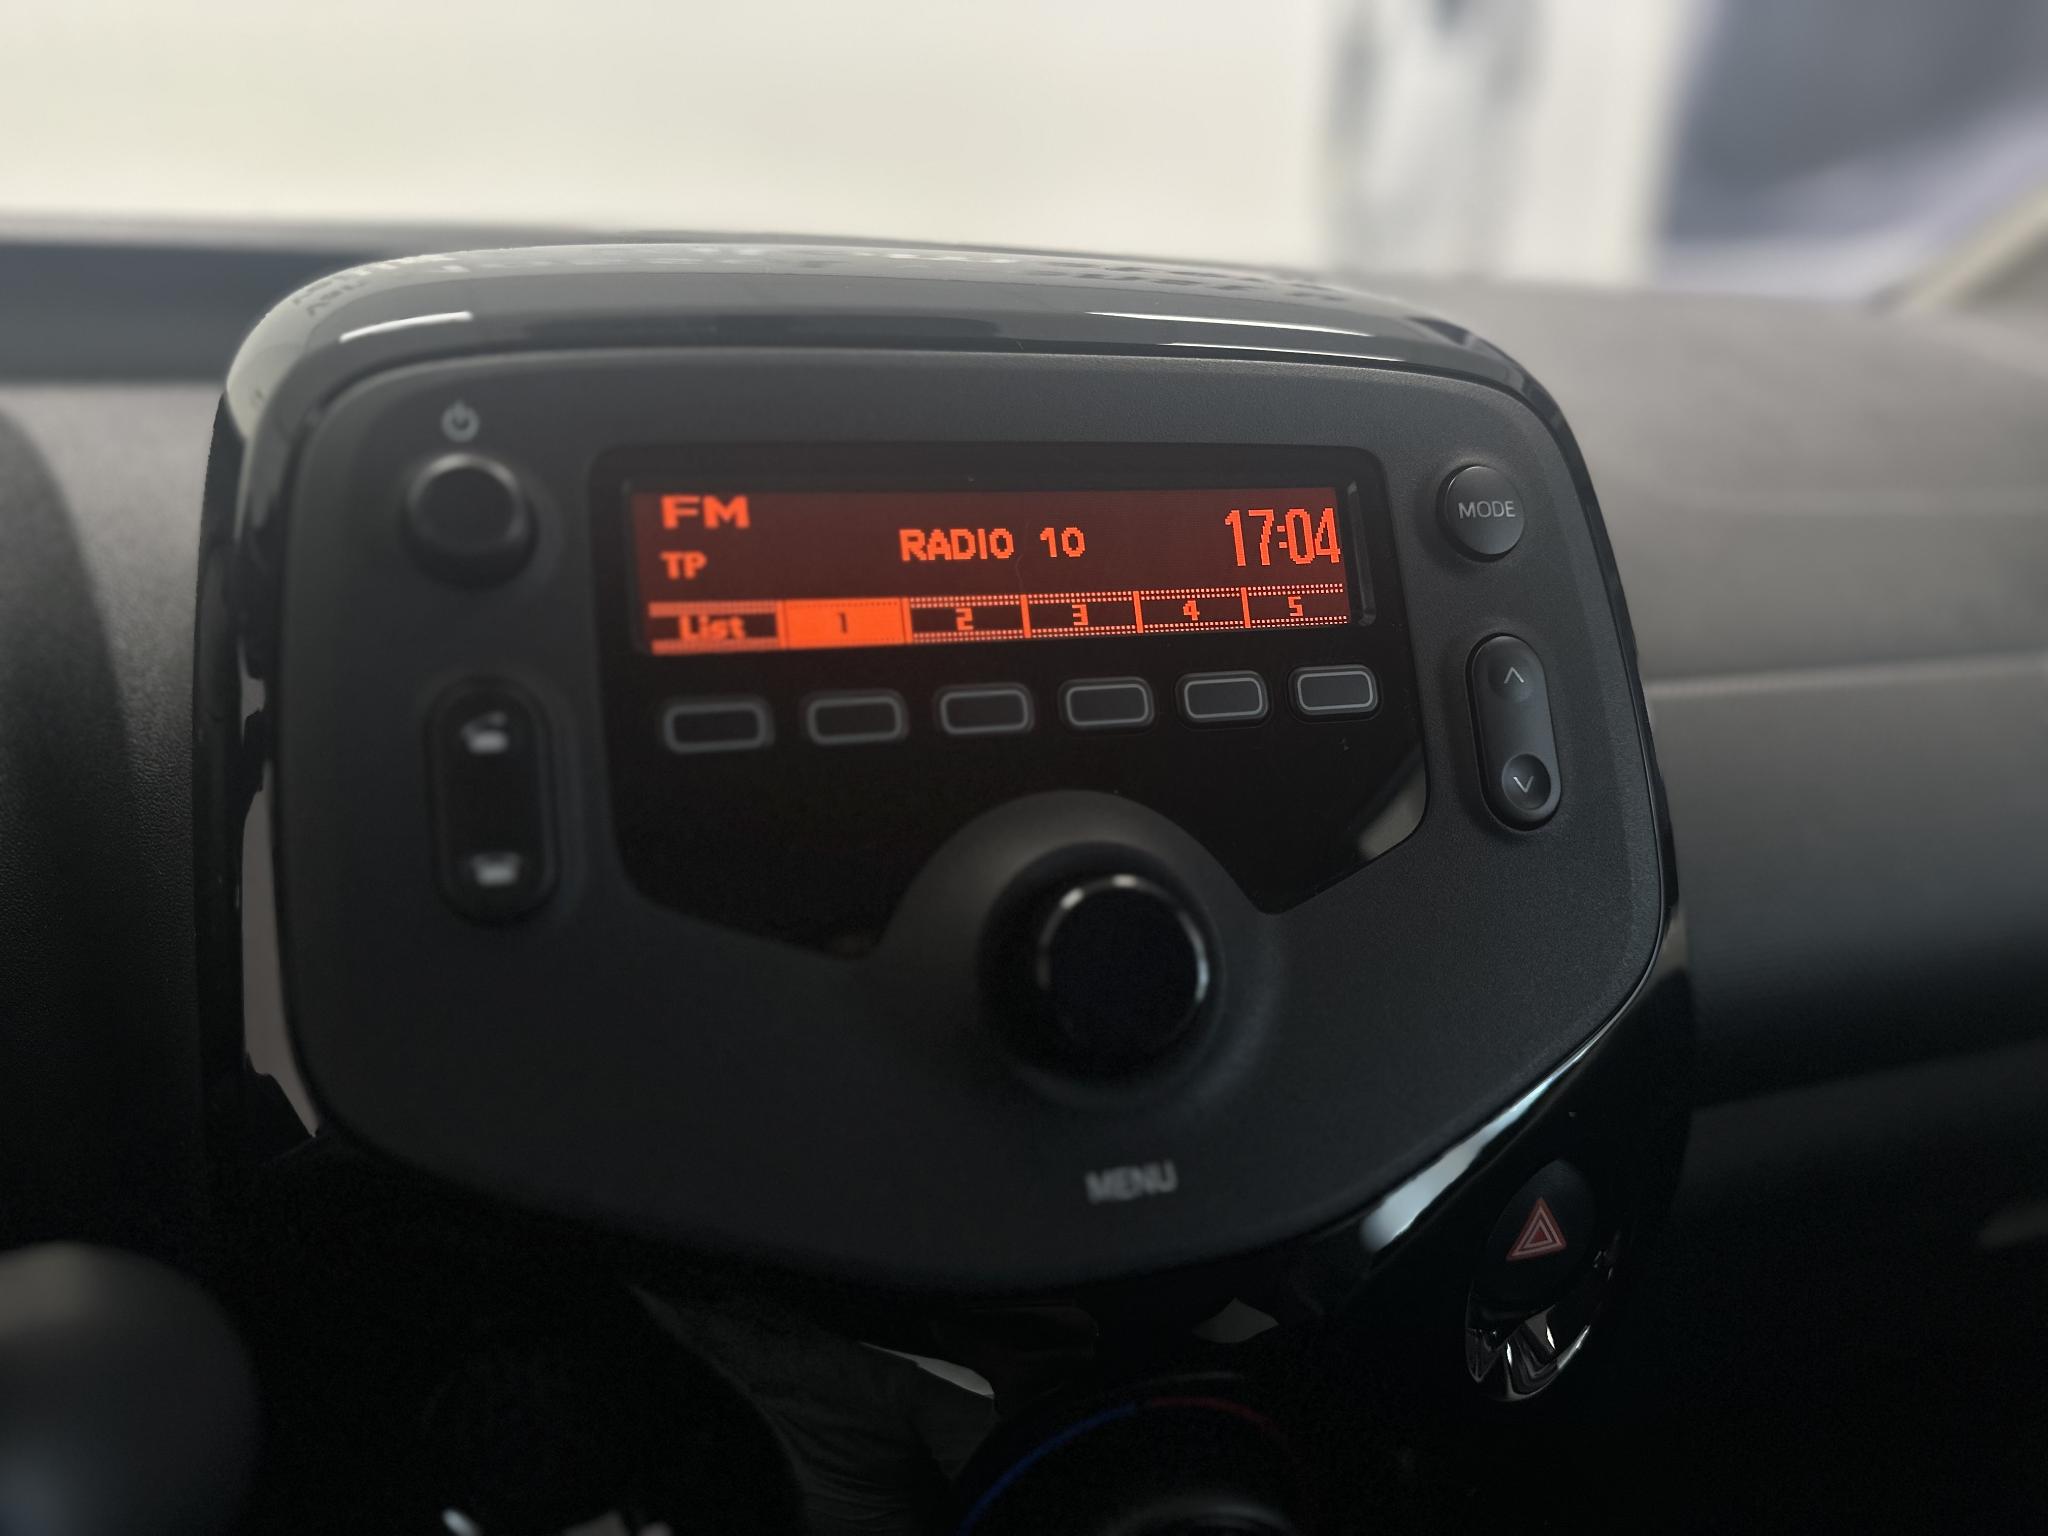 FM
TP
RADIO 10
17:04
List 1 2 3 4 5
MODE
MENU